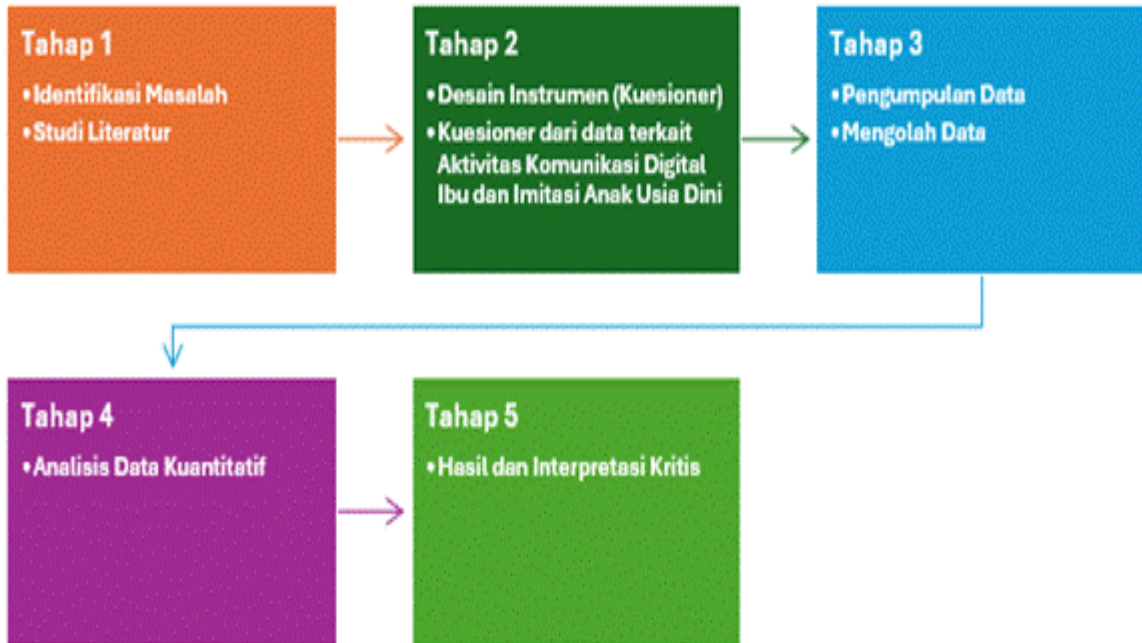 Tahap 1
•Identifikasi Masalah
•Studi Literatur
Tahap 2
•Desain Instrumen (Kuesioner)
•Kuesioner dari data terkait
Aktivitas Komunikasi Digital
Ibu dan Imitasi Anak Usia Dini
Tahap 3
•Pengumpulan Data
•Mengolah Data
Tahap 4
•Analisis Data Kuantitatif
Tahap 5
•Hasil dan Interpretasi Kritis